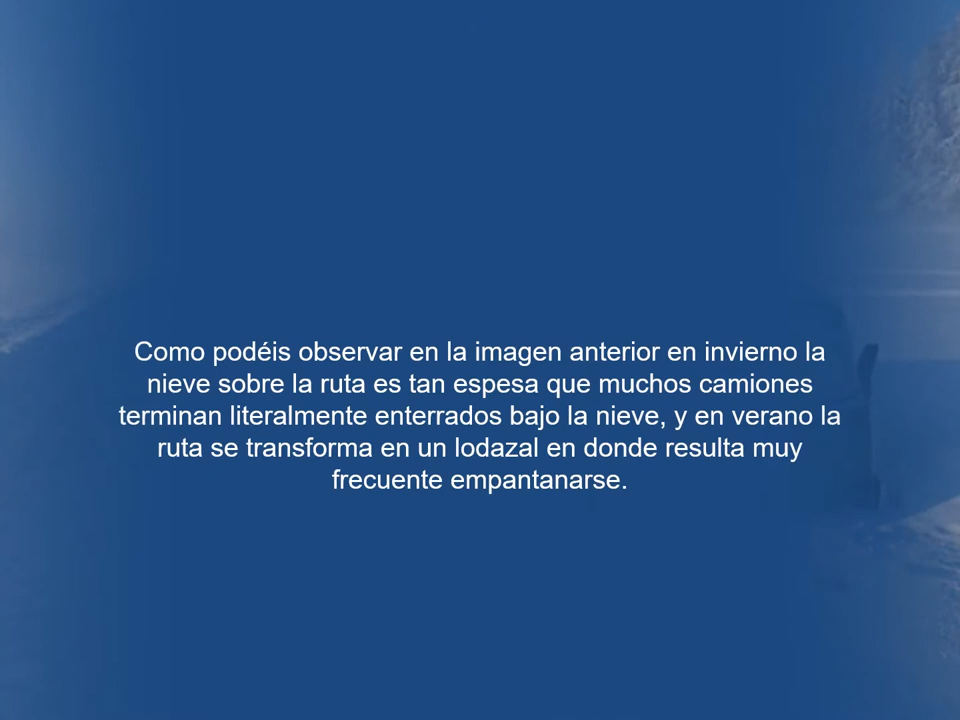 Como podéis observar en la imagen anterior en invierno la
nieve sobre la ruta es tan espesa que muchos camiones
terminan literalmente enterrados bajo la nieve, y en verano la
ruta se transforma en un lodazal en donde resulta muy
frecuente empantanarse.